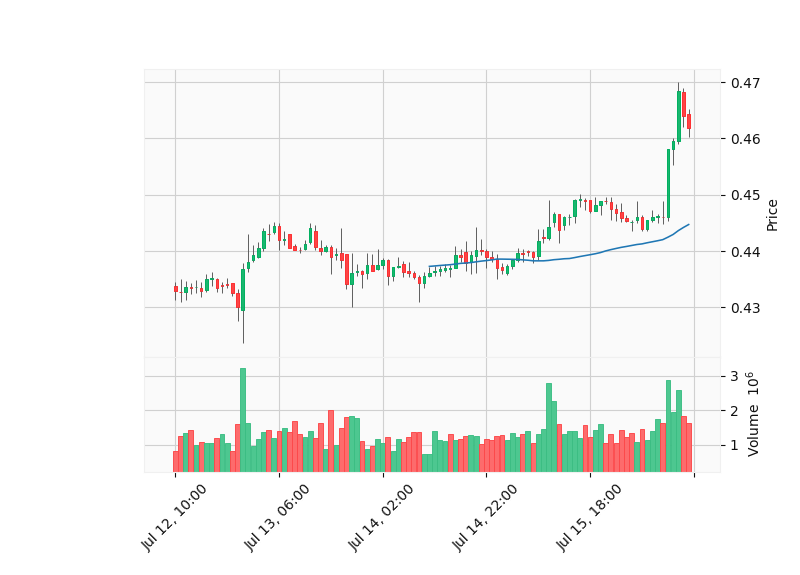 0.47
0.46
0.45
0.44
0.43
Price
3
2
1
Volume 10^6
Jul 12, 10:00
Jul 13, 06:00
Jul 14, 02:00
Jul 14, 22:00
Jul 15, 18:00